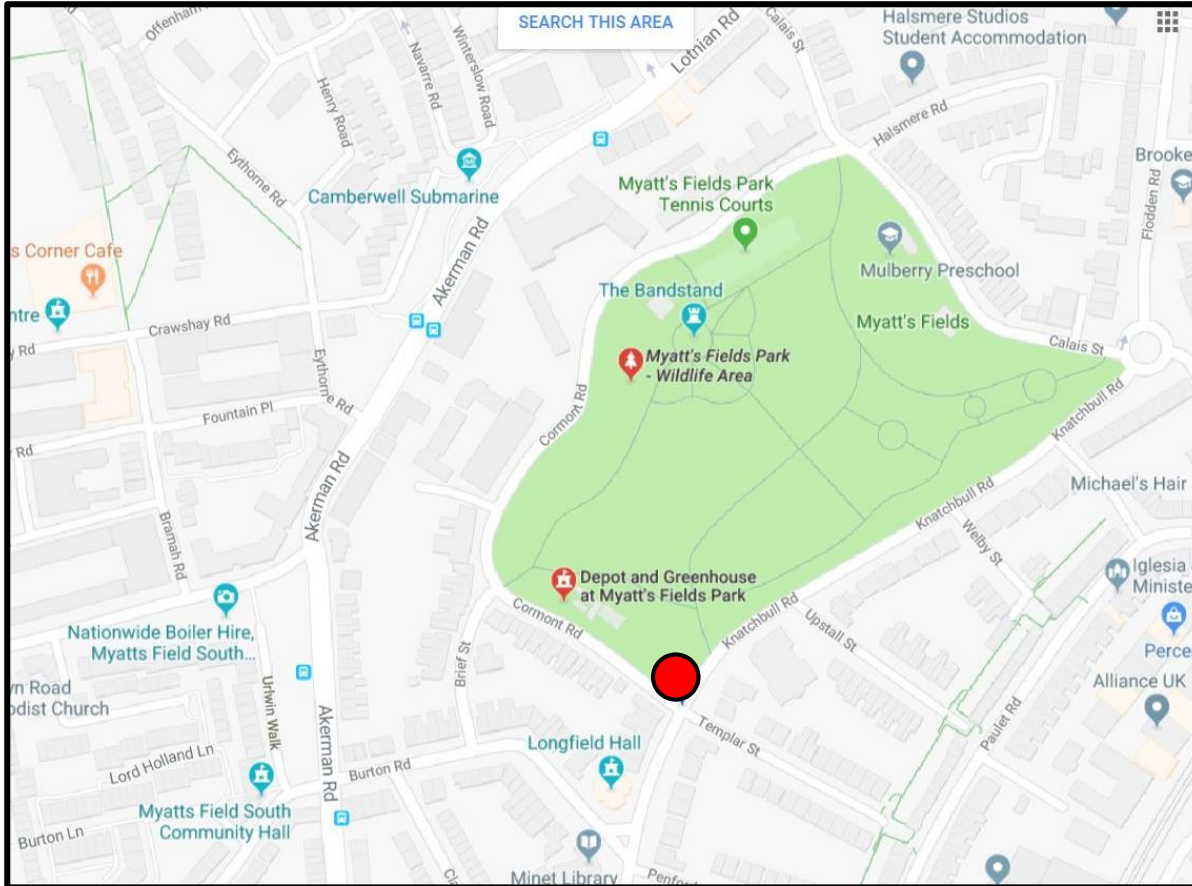 SEARCH THIS AREA
Halsmere Studios
Student Accommodation
Offenham
Navarre Rd
Winterslow Road
Lothian Rd
Calais St
Henry Road
Halsmere Rd
Eythorne Rd
Camberwell Submarine
Myatt's Fields Park
Tennis Courts
Brooke
Flodden Rd
s Corner Cafe
Akerman Rd
Mulberry Preschool
The Bandstand
ntre
Crawshay Rd
y Rd
Myatt's Fields
Myatt's Fields Park
- Wildlife Area
Calais St
Eythorne Rd
Fountain Pl
Cormont Rd
Knatchbull Rd
Rd
Akerman Rd
Michael's Hair
Knatchbull Rd
Bramah Rd
Welby St
Depot and Greenhouse
at Myatt's Fields Park
Iglesia
Ministe
Cormont Rd
Knatchbull Rd
Upstall St
Nationwide Boiler Hire,
Myatts Field South...
Perce
Brief St
Alliance UK
yn Road
odist Church
Urlwin Walk
Akerman Rd
Templar St
Paulet Rd
Longfield Hall
Lord Holland Ln
Burton Rd
Myatts Field South
Community Hall
Burton Ln
Minet Library
Penfor